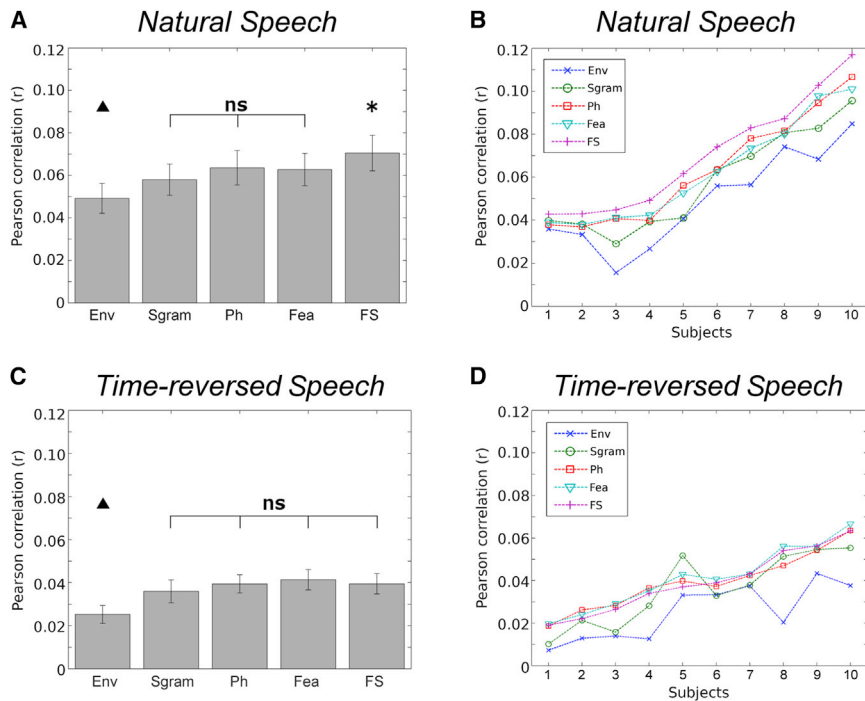 A
Natural Speech
Pearson correlation (r)
0.12
0.10
0.08
0.06
0.04
0.02
0
ns
*
Env Sgram Ph Fea FS
B
Natural Speech
Pearson correlation (r)
0.12
0.10
0.08
0.06
0.04
0.02
0
Env
Sgram
Ph
Fea
FS
1 2 3 4 5 6 7 8 9 10
Subjects
C
Time-reversed Speech
Pearson correlation (r)
0.12
0.10
0.08
0.06
0.04
0.02
0
ns
Env Sgram Ph Fea FS
D
Time-reversed Speech
Pearson correlation (r)
0.12
0.10
0.08
0.06
0.04
0.02
0
Env
Sgram
Ph
Fea
FS
1 2 3 4 5 6 7 8 9 10
Subjects